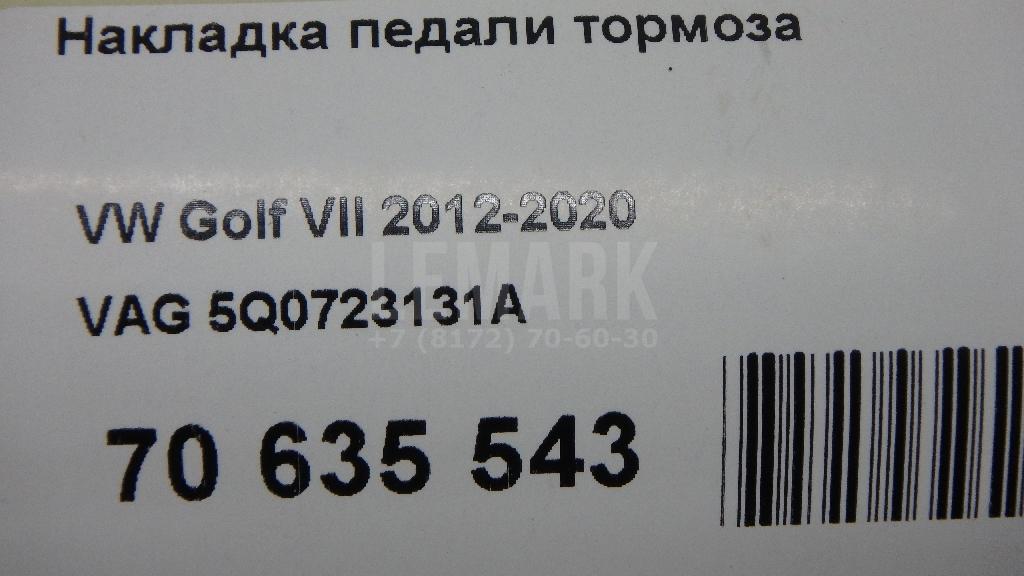 Накладка педали тормоза
VW Golf VII 2012-2020
LEMARK
VAG 5Q0723131A
+7 (8172) 70-60-30
70 635 543